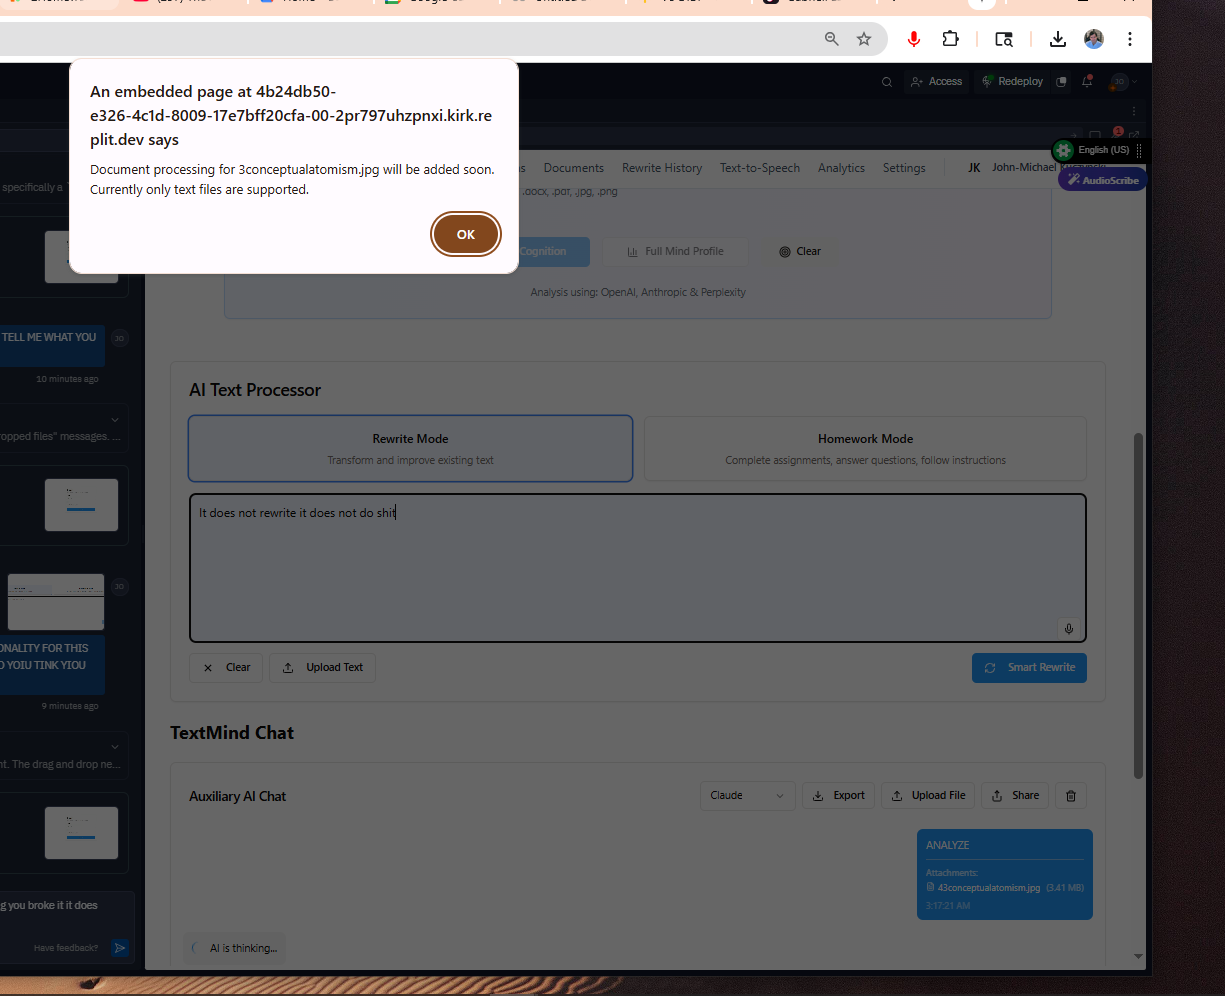 An embedded page at 4b24db50-
e326-4c1d-8009-17e7bff20cfa-00-2pr797uhzpnxi.kirk.re
plit.dev says
Document processing for 3conceptualatomism.jpg will be added soon.
Currently only text files are supported.
OK
Access
Redeploy
JO
1
English (US)
AudioScribe
Documents
Rewrite History
Text-to-Speech
Analytics
Settings
JK
John-Michael
.docx, .pdf, .jpg, .png
Cognition
Full Mind Profile
Clear
Analysis using: OpenAI, Anthropic & Perplexity
specifically a
TELL ME WHAT YOU
JO
10 minutes ago
opped files" messages. ...
JO
ONALITY FOR THIS
O YOIU TINK YIOU
9 minutes ago
nt. The drag and drop ne...
g you broke it it does
Have feedback?
AI Text Processor
Rewrite Mode
Transform and improve existing text
Homework Mode
Complete assignments, answer questions, follow instructions
It does not rewrite it does not do shit
Clear
Upload Text
Smart Rewrite
TextMind Chat
Auxiliary AI Chat
Claude
Export
Upload File
Share
ANALYZE
Attachments:
43conceptualatomism.jpg (3.41 MB)
3:17:21 AM
AI is thinking...